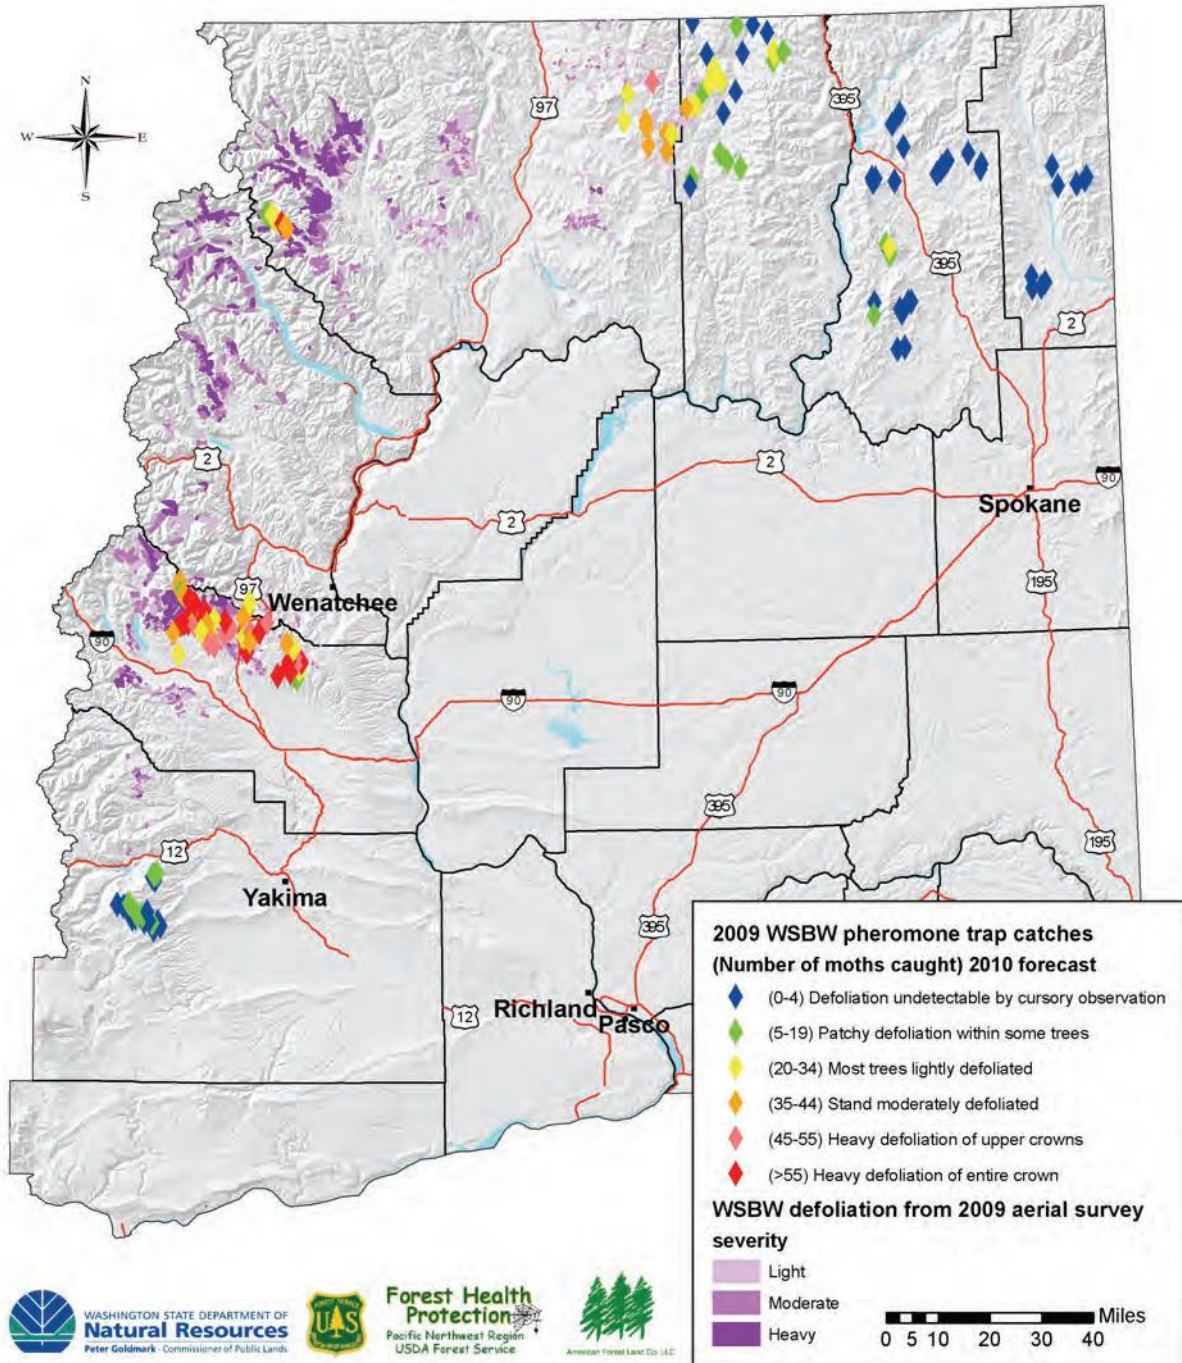 N
W E
S
97
395
395
2
2
2
2
90
Spokane
195
97
Wenatchee
90
90
90
395
12
195
Yakima
395
Richland
Pasco
12
2009 WSBW pheromone trap catches
(Number of moths caught) 2010 forecast
(0-4) Defoliation undetectable by cursory observation
(5-19) Patchy defoliation within some trees
(20-34) Most trees lightly defoliated
(35-44) Stand moderately defoliated
(45-55) Heavy defoliation of upper crowns
(>55) Heavy defoliation of entire crown
WSBW defoliation from 2009 aerial survey
severity
Light
Moderate
Heavy
Miles
0 5 10 20 30 40
WASHINGTON STATE DEPARTMENT OF
Natural Resources
Peter Goldmark - Commissioner of Public Lands
FOREST SERVICE
UAS
Forest Health
Protection
Pacific Northwest Region
USDA Forest Service
American Forest Land Co. LLC